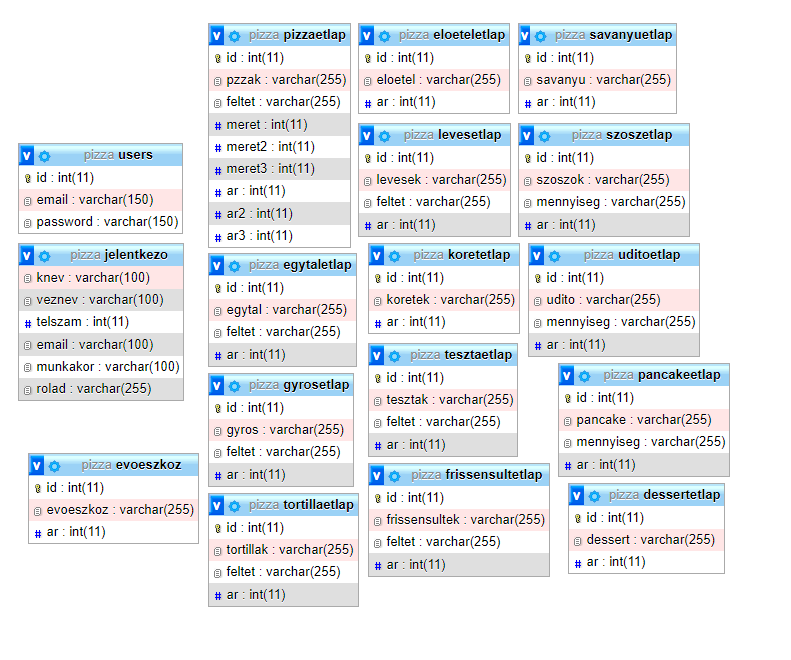 v pizza users
id : int(11)
email : varchar(150)
password : varchar(150)
v pizza jelentkezo
knev : varchar(100)
veznev : varchar(100)
# telszam : int(11)
email : varchar(100)
munkakor : varchar(100)
rolad : varchar(255)
v pizza evoeszkoz
id : int(11)
evoeszkoz : varchar(255)
# ar : int(11)
v pizza pizzaetlap
id : int(11)
pzzak : varchar(255)
feltet : varchar(255)
# meret : int(11)
# meret2 : int(11)
# meret3 : int(11)
# ar : int(11)
# ar2 : int(11)
# ar3 : int(11)
v pizza egytaletlap
id : int(11)
egytal : varchar(255)
feltet : varchar(255)
# ar : int(11)
v pizza gyrosetlap
id : int(11)
gyros : varchar(255)
feltet : varchar(255)
# ar : int(11)
v pizza tortillaetlap
id : int(11)
tortillak : varchar(255)
feltet : varchar(255)
# ar : int(11)
v pizza eloeteletlap
id : int(11)
eloetel : varchar(255)
# ar : int(11)
v pizza levesetlap
id : int(11)
levesek : varchar(255)
feltet : varchar(255)
# ar : int(11)
v pizza koretetlap
id : int(11)
koretek : varchar(255)
# ar : int(11)
v pizza tesztaetlap
id : int(11)
tesztak : varchar(255)
feltet : varchar(255)
# ar : int(11)
v pizza frissensultetlap
id : int(11)
frissensultek : varchar(255)
feltet : varchar(255)
# ar : int(11)
v pizza savanyuetlap
id : int(11)
savanyu : varchar(255)
# ar : int(11)
v pizza szoszetlap
id : int(11)
szoszok : varchar(255)
mennyiseg : varchar(255)
# ar : int(11)
v pizza uditoetlap
id : int(11)
udito : varchar(255)
mennyiseg : varchar(255)
# ar : int(11)
v pizza pancakeetlap
id : int(11)
pancake : varchar(255)
mennyiseg : varchar(255)
# ar : int(11)
v pizza dessertetlap
id : int(11)
dessert : varchar(255)
# ar : int(11)